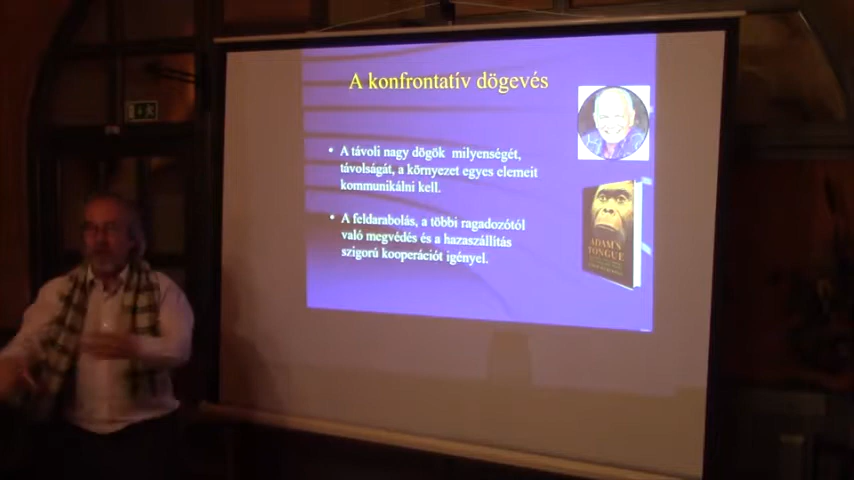 A konfrontatív dögevés
• A távoli nagy dögök milyenségét,
távolságát, a környezet egyes elemeit
kommunikálni kell.
• A feldarabolás, a többi ragadozótól
való megvédés és a hazaszállítás
szigorú kooperációt igényel.
ADAM'S
TONGUE